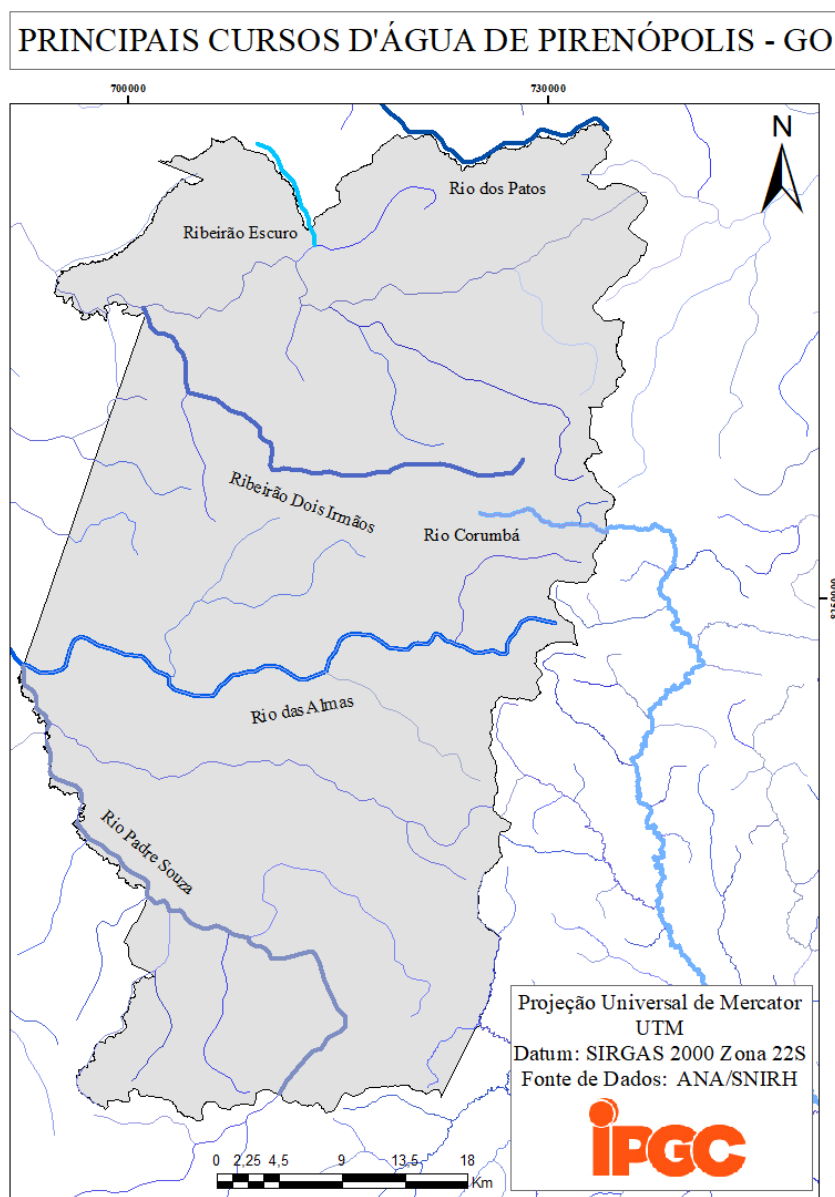 PRINCIPAIS CURSOS D'ÁGUA DE PIRENÓPOLIS - GO
700000 730000
N
Rio dos Patos
Ribeirão Escuro
Ribeirão Dois Irmãos
Rio Corumbá
8250000
Rio das Almas
Rio Padre Souza
Projeção Universal de Mercator
UTM
Datum: SIRGAS 2000 Zona 22S
Fonte de Dados: ANA/SNIRH
IPGC
0 2,25 4,5 9 13,5 18
Km